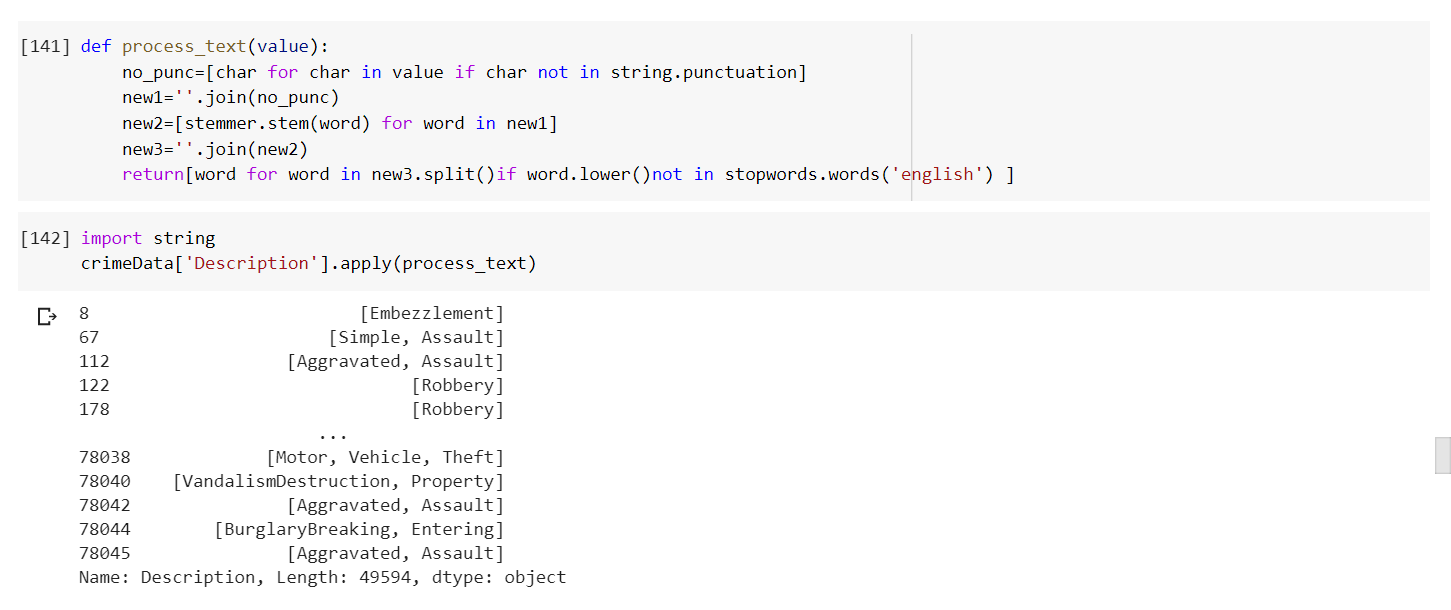 [141] def process_text(value):
no_punc=[char for char in value if char not in string.punctuation]
new1=''.join(no_punc)
new2=[stemmer.stem(word) for word in new1]
new3=''.join(new2)
return[word for word in new3.split()if word.lower()not in stopwords.words('english') ]
[142] import string
crimeData['Description'].apply(process_text)
8 [Embezzlement]
67 [Simple, Assault]
112 [Aggravated, Assault]
122 [Robbery]
178 [Robbery]
...
78038 [Motor, Vehicle, Theft]
78040 [VandalismDestruction, Property]
78042 [Aggravated, Assault]
78044 [BurglaryBreaking, Entering]
78045 [Aggravated, Assault]
Name: Description, Length: 49594, dtype: object